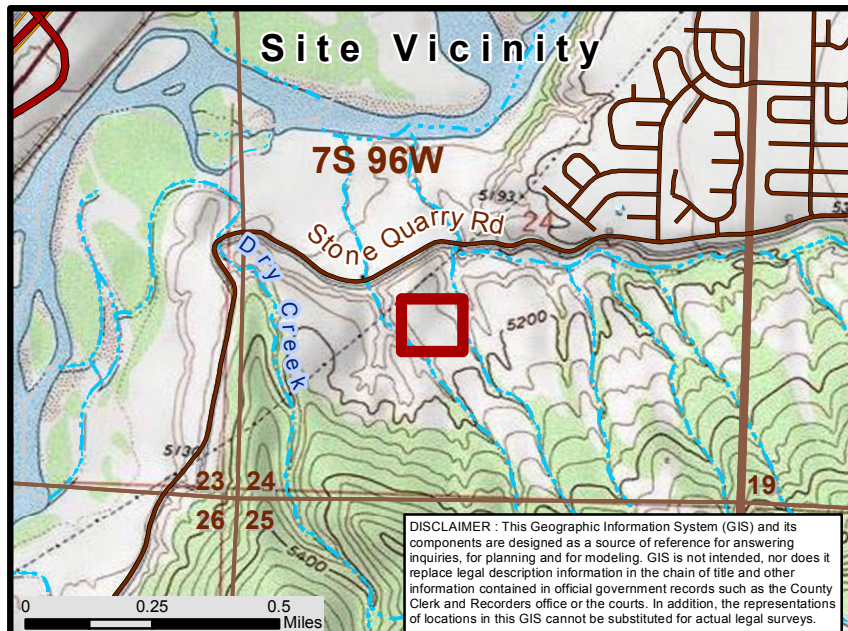 Site Vicinity
7S 96W
5193
24
Stone Quarry Rd
Dry Creek
5200
5130
23 24
26 25
19
5400
DISCLAIMER : This Geographic Information System (GIS) and its
components are designed as a source of reference for answering
inquiries, for planning and for modeling. GIS is not intended, nor does it
replace legal description information in the chain of title and other
information contained in official government records such as the County
Clerk and Recorders office or the courts. In addition, the representations
of locations in this GIS cannot be substituted for actual legal surveys.
0 0.25 0.5
Miles